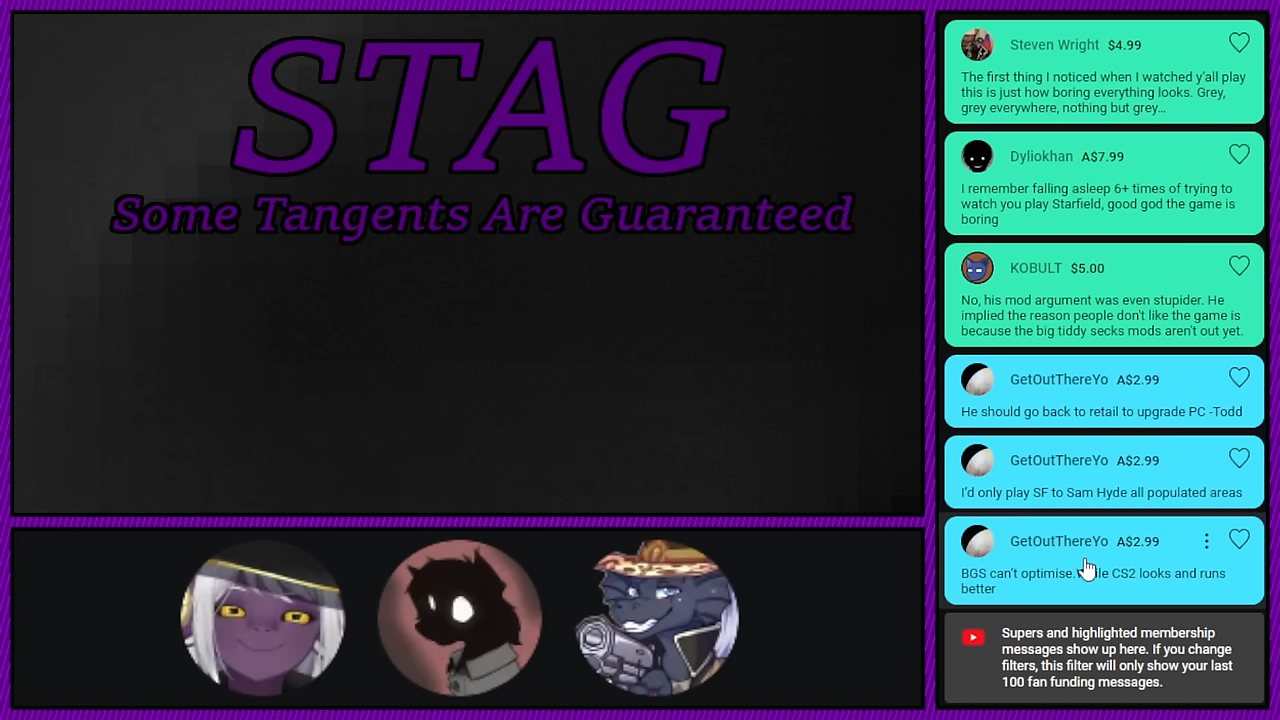 STAG
Some Tangents Are Guaranteed
Steven Wright $4.99
The first thing I noticed when I watched y'all play
this is just how boring everything looks. Grey,
grey everywhere, nothing but grey...
Dyliokhan A$7.99
I remember falling asleep 6+ times of trying to
watch you play Starfield, good god the game is
boring
KOBULT $5.00
No, his mod argument was even stupider. He
implied the reason people don't like the game is
because the big tiddy secks mods aren't out yet.
GetOutThereYo A$2.99
He should go back to retail to upgrade PC -Todd
GetOutThereYo A$2.99
I'd only play SF to Sam Hyde all populated areas
GetOutThereYo A$2.99
BGS can't optimise. CS2 looks and runs
better
Supers and highlighted membership
messages show up here. If you change
filters, this filter will only show your last
100 fan funding messages.